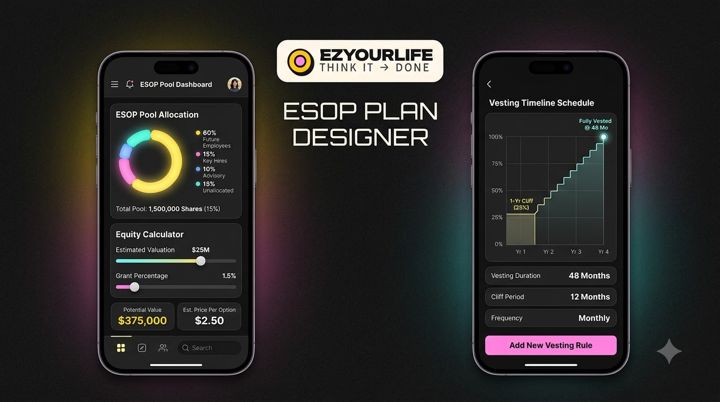 EZYOURLIFE
THINK IT → DONE
ESOP PLAN
DESIGNER
ESOP Pool Dashboard
ESOP Pool Allocation
60%
Future
Employees
15%
Key Hires
10%
Advisory
15%
Unallocated
Total Pool: 1,500,000 Shares (15%)
Equity Calculator
Estimated Valuation $25M
Grant Percentage 1.5%
Potential Value
$375,000
Est. Price Per Option
$2.50
Search
Vesting Timeline Schedule
Fully Vested
@ 48 Mo
100%
75%
50%
25%
0%
1-Yr Cliff
(25%)
Yr 1 Yr 2 Yr 3 Yr 4
Vesting Duration 48 Months
Cliff Period 12 Months
Frequency Monthly
Add New Vesting Rule